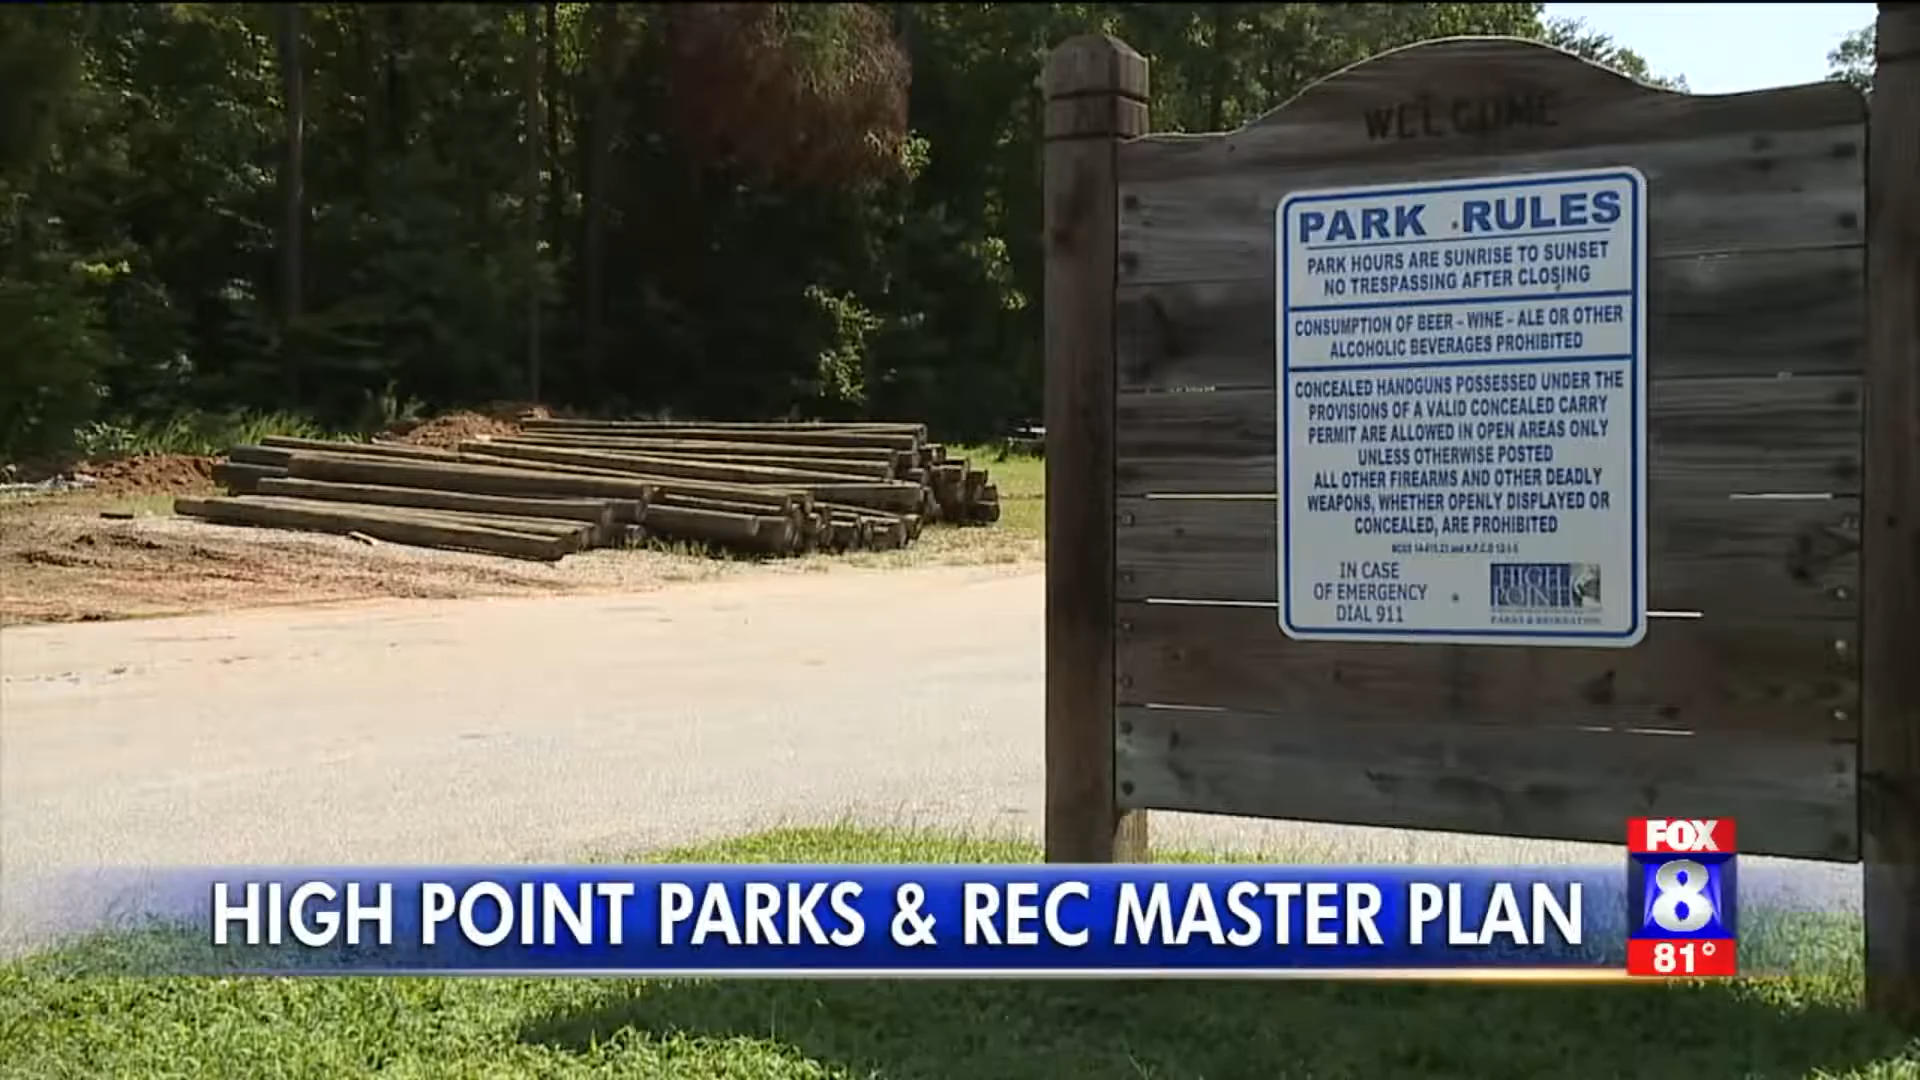 WELCOME
PARK RULES
PARK HOURS ARE SUNRISE TO SUNSET
NO TRESPASSING AFTER CLOSING
CONSUMPTION OF BEER - WINE - ALE OR OTHER
ALCOHOLIC BEVERAGES PROHIBITED
CONCEALED HANDGUNS POSSESSED UNDER THE
PROVISIONS OF A VALID CONCEALED CARRY
PERMIT ARE ALLOWED IN OPEN AREAS ONLY
UNLESS OTHERWISE POSTED
ALL OTHER FIREARMS AND OTHER DEADLY
WEAPONS, WHETHER OPENLY DISPLAYED OR
CONCEALED, ARE PROHIBITED
IN CASE
OF EMERGENCY
DIAL 911
HIGH
POINT
PARKS & RECREATION
HIGH POINT PARKS & REC MASTER PLAN
FOX
8
81°